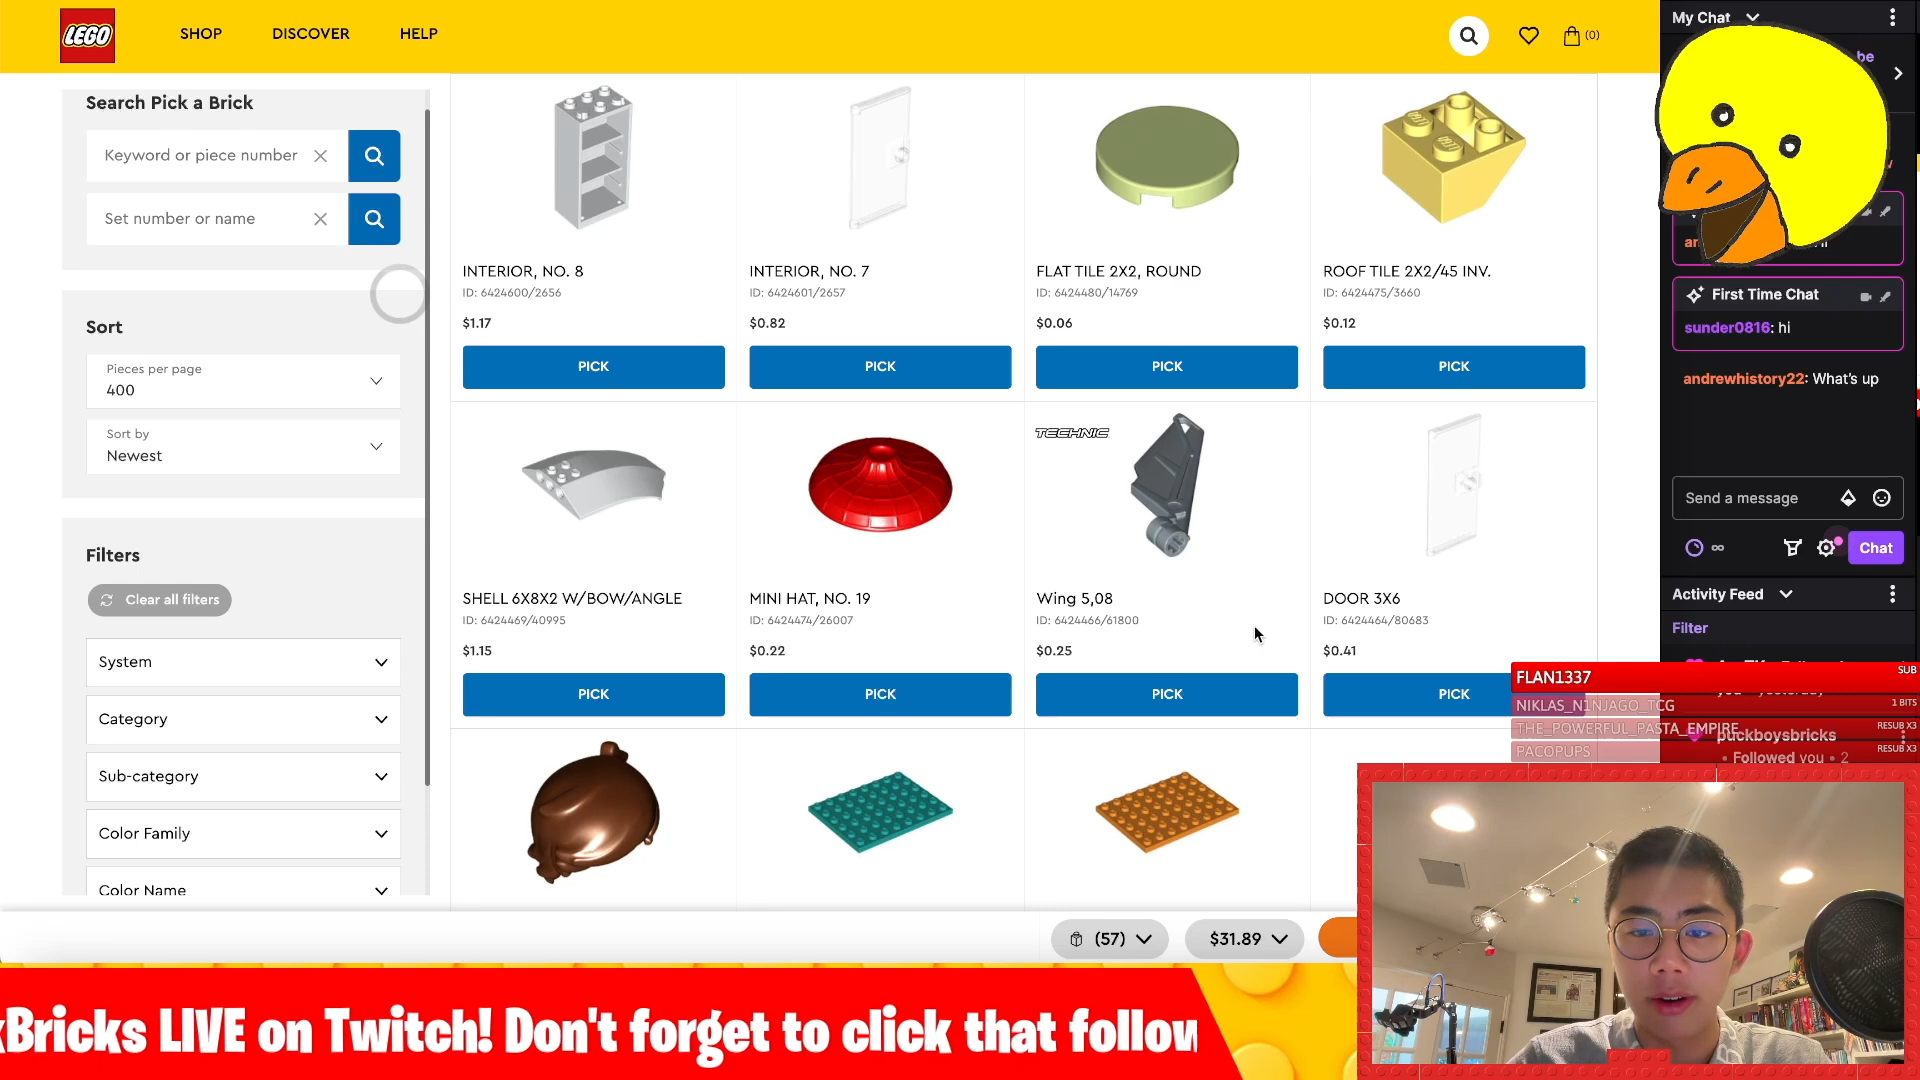 LEGO
SHOP
DISCOVER
HELP
(0)
Search Pick a Brick
Keyword or piece number
Set number or name
Sort
Pieces per page
400
Sort by
Newest
Filters
Clear all filters
System
Category
Sub-category
Color Family
Color Name
INTERIOR, NO. 8
ID: 6424600/2656
$1.17
PICK
INTERIOR, NO. 7
ID: 6424601/2657
$0.82
PICK
FLAT TILE 2X2, ROUND
ID: 6424480/14769
$0.06
PICK
ROOF TILE 2X2/45 INV.
ID: 6424475/3660
$0.12
PICK
SHELL 6X8X2 W/BOW/ANGLE
ID: 6424469/40995
$1.15
PICK
MINI HAT, NO. 19
ID: 6424474/26007
$0.22
PICK
TECHNIC
Wing 5,08
ID: 6424466/61800
$0.25
PICK
DOOR 3X6
ID: 6424464/80683
$0.41
PICK
(57)
$31.89
My Chat
be
First Time Chat
sunder0816: hi
andrewhistory22: What's up
Send a message
Chat
Activity Feed
Filter
FLAN1337 SUB
NIKLAS_N1NJAGO_TCG 1 BITS
THE_POWERFUL_PASTA_EMPIRE RESUB X3
PACOPUPS RESUB X3
puckboysbricks
• Followed you • 2
Bricks LIVE on Twitch! Don't forget to click that follow